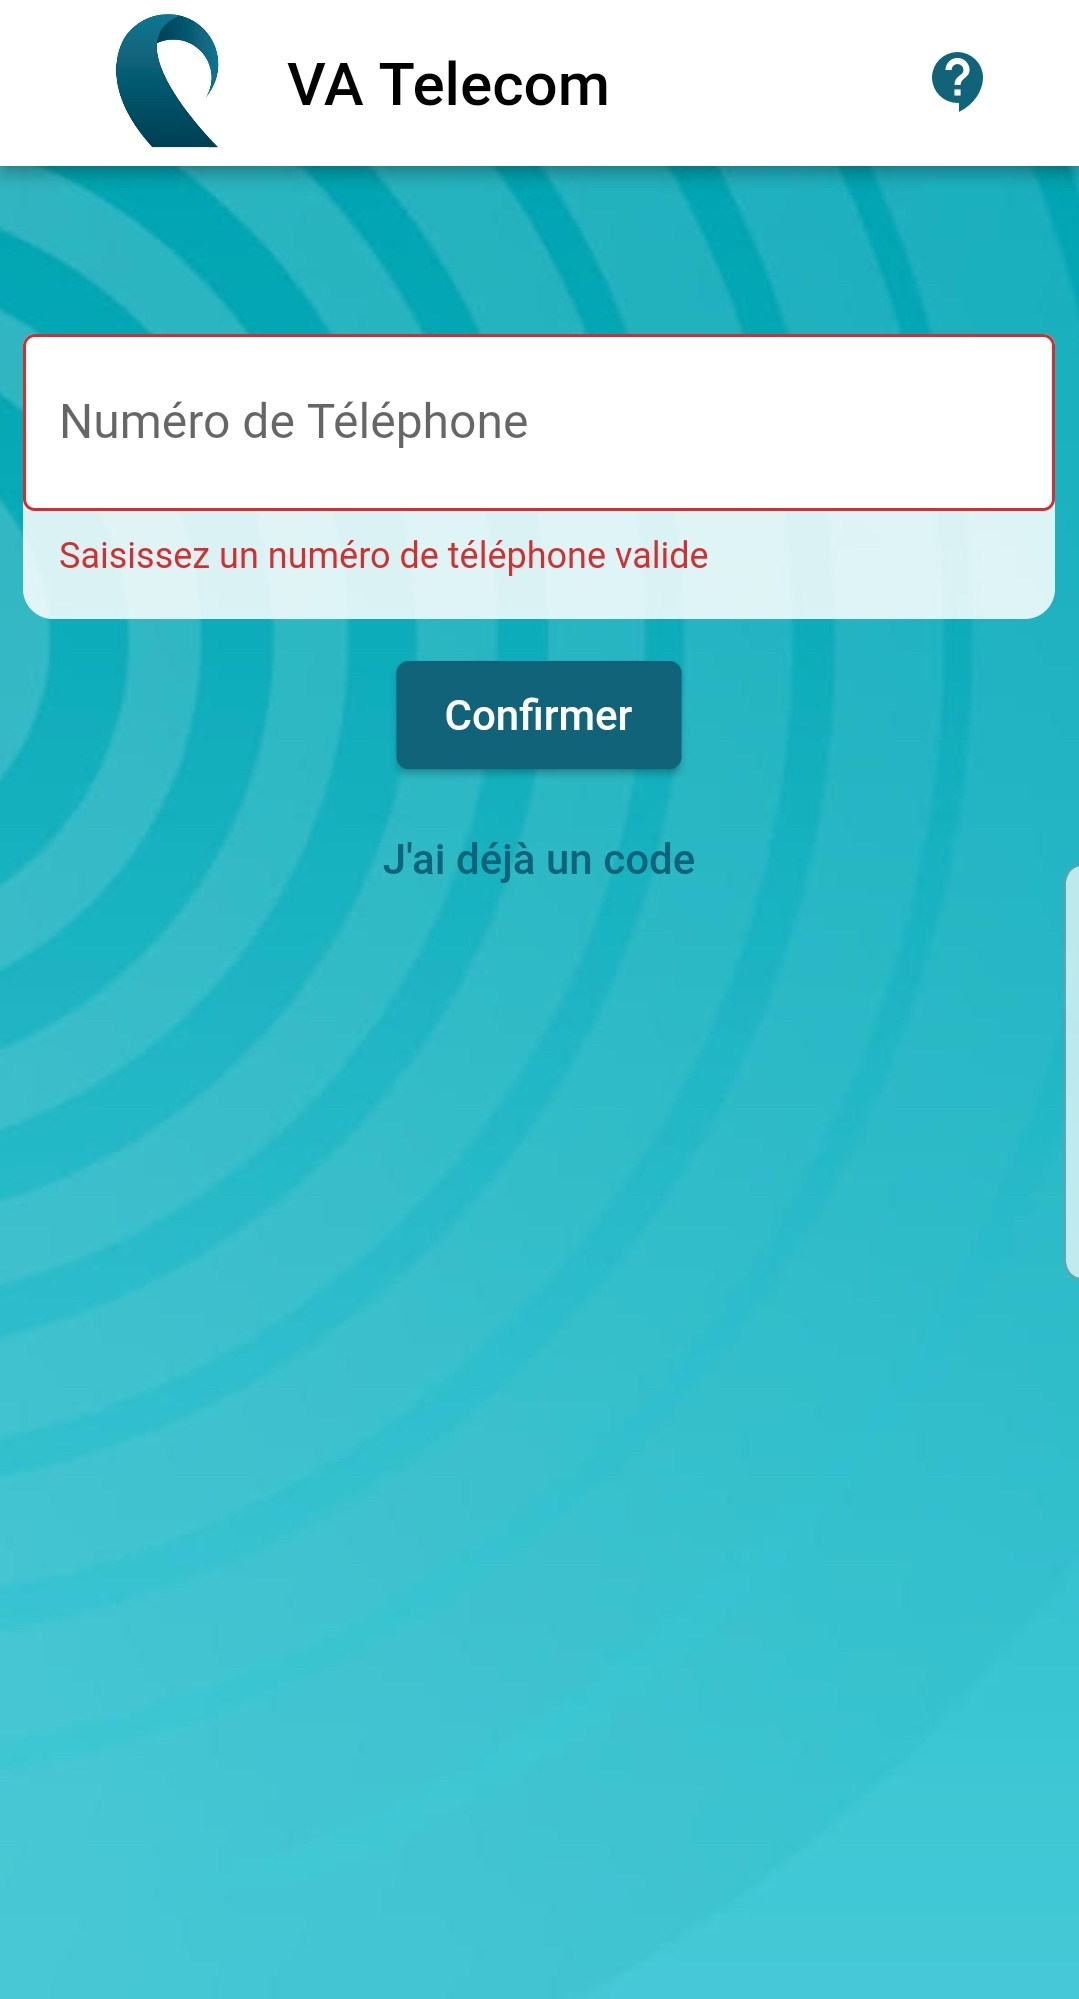 VA Telecom
Numéro de Téléphone
Saisissez un numéro de téléphone valide
Confirmer
J'ai déjà un code